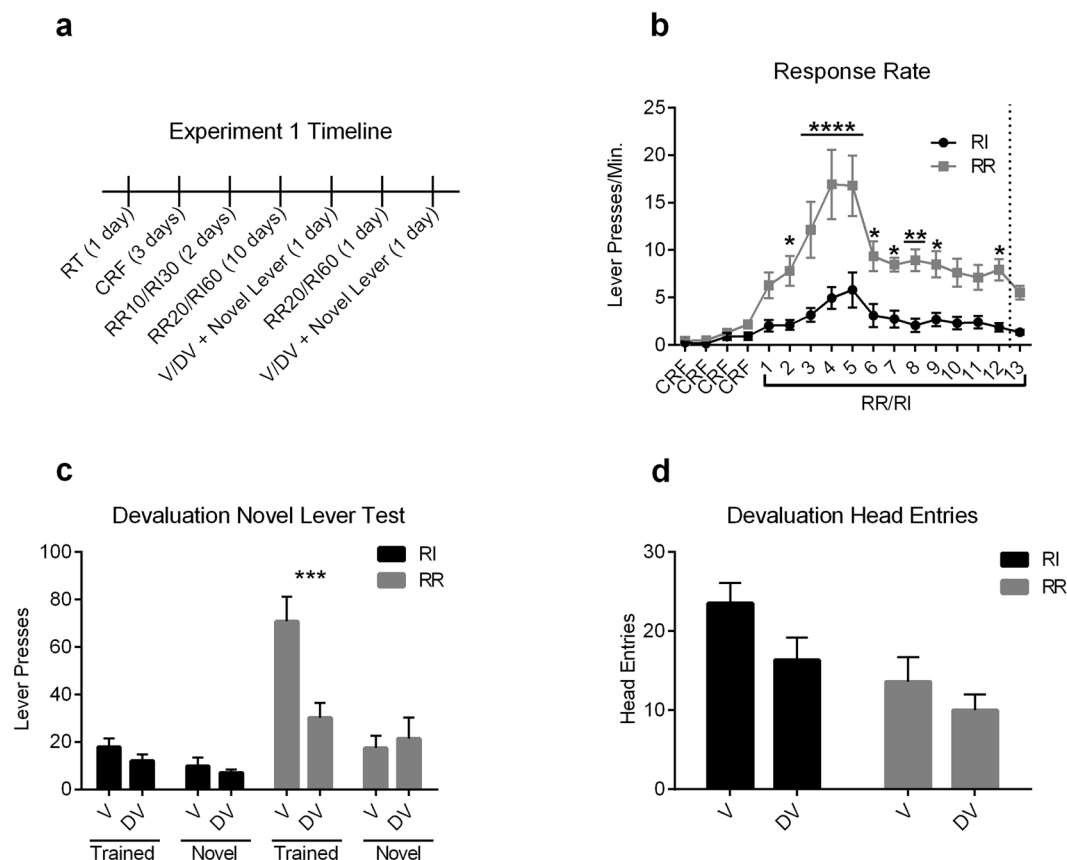 a
Experiment 1 Timeline
RT (1 day)
CRF (3 days)
RR10/RI30 (2 days)
RR20/RI60 (10 days)
V/DV + Novel Lever (1 day)
RR20/RI60 (1 day)
V/DV + Novel Lever (1 day)
b
Response Rate
Lever Presses/Min.
25
20
15
10
5
0
****
*
*
*
**
*
*
RI
RR
CRF CRF CRF CRF 1 2 3 4 5 6 7 8 9 10 11 12 13
RR/RI
c
Devaluation Novel Lever Test
Lever Presses
100
80
60
40
20
0
***
RI
RR
V DV V DV V DV V DV
Trained Novel Trained Novel
d
Devaluation Head Entries
Head Entries
30
20
10
0
RI
RR
V DV V DV